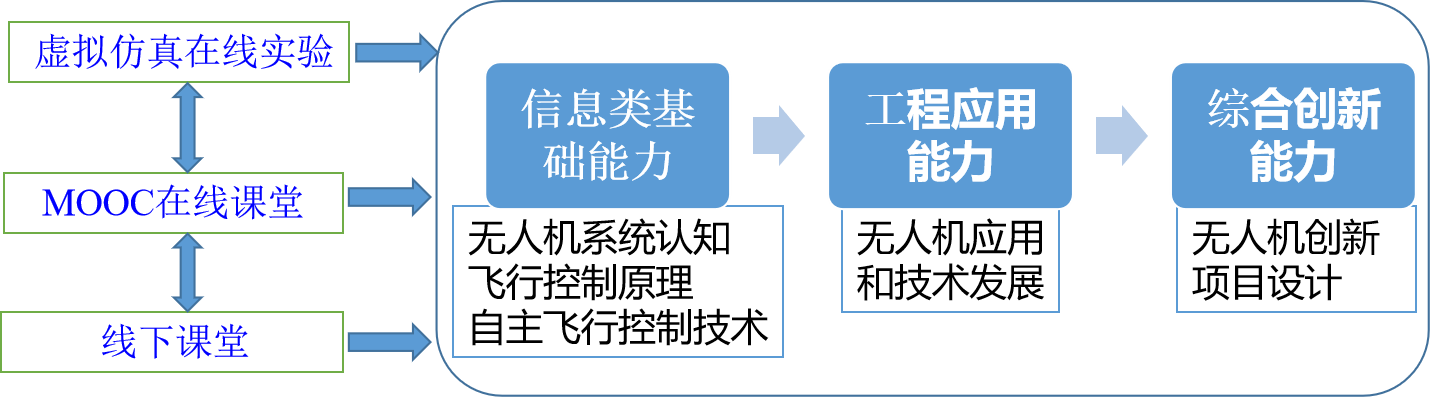 虚拟仿真在线实验
MOOC在线课堂
线下课堂
信息类基
础能力
无人机系统认知
飞行控制原理
自主飞行控制技术
工程应用
能力
无人机应用
和技术发展
综合创新
能力
无人机创新
项目设计